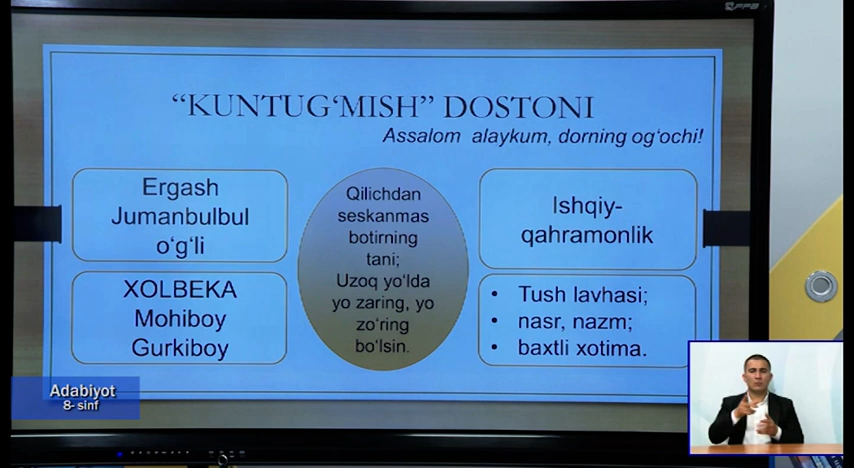 “KUNTUG‘MISH” DOSTONI
Assalom alaykum, dorning og‘ochi!
Ergash
Jumanbulbul
o‘g‘li
XOLBEKA
Mohiboy
Gurkiboy
Qilichdan
seskanmas
botirning
tani;
Uzoq yo‘lda
yo zaring, yo
zo‘ring
bo‘lsin.
Ishqiy-
qahramonlik
• Tush lavhasi;
• nasr, nazm;
• baxtli xotima.
Adabiyot
8- sinf